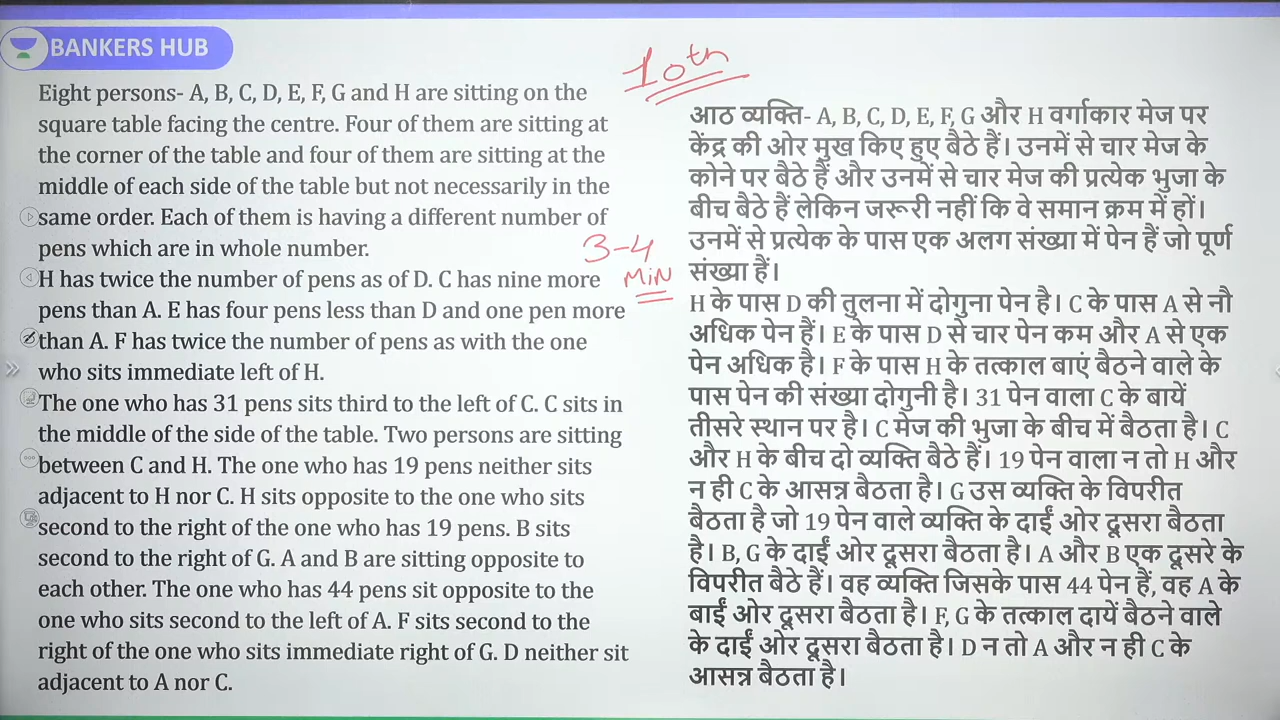 BANKERS HUB
10th
Eight persons- A, B, C, D, E, F, G and H are sitting on the
square table facing the centre. Four of them are sitting at
the corner of the table and four of them are sitting at the
middle of each side of the table but not necessarily in the
same order. Each of them is having a different number of
pens which are in whole number.
H has twice the number of pens as of D. C has nine more
pens than A. E has four pens less than D and one pen more
than A. F has twice the number of pens as with the one
who sits immediate left of H.
The one who has 31 pens sits third to the left of C. C sits in
the middle of the side of the table. Two persons are sitting
between C and H. The one who has 19 pens neither sits
adjacent to H nor C. H sits opposite to the one who sits
second to the right of the one who has 19 pens. B sits
second to the right of G. A and B are sitting opposite to
each other. The one who has 44 pens sit opposite to the
one who sits second to the left of A. F sits second to the
right of the one who sits immediate right of G. D neither sit
adjacent to A nor C.
3-4
MIN
आठ व्यक्ति- A, B, C, D, E, F, G और H वर्गाकार मेज पर
केंद्र की ओर मुख किए हुए बैठे हैं। उनमें से चार मेज के
कोने पर बैठे हैं और उनमें से चार मेज की प्रत्येक भुजा के
बीच बैठे हैं लेकिन जरूरी नहीं कि वे समान क्रम में हों।
उनमें से प्रत्येक के पास एक अलग संख्या में पेन हैं जो पूर्ण
संख्या हैं।
H के पास D की तुलना में दोगुना पेन है। C के पास A से नौ
अधिक पेन हैं। E के पास D से चार पेन कम और A से एक
पेन अधिक है। F के पास H के तत्काल बाएं बैठने वाले के
पास पेन की संख्या दोगुनी है। 31 पेन वाला C के बायें
तीसरे स्थान पर है। C मेज की भुजा के बीच में बैठता है। C
और H के बीच दो व्यक्ति बैठे हैं। 19 पेन वाला न तो H और
न ही C के आसन्न बैठता है। G उस व्यक्ति के विपरीत
बैठता है जो 19 पेन वाले व्यक्ति के दाईं ओर दूसरा बैठता
है। B, G के दाईं ओर दूसरा बैठता है। A और B एक दूसरे के
विपरीत बैठे हैं। वह व्यक्ति जिसके पास 44 पेन हैं, वह A के
बाईं ओर दूसरा बैठता है। F, G के तत्काल दायें बैठने वाले
के दाईं ओर दूसरा बैठता है। D न तो A और न ही C के
आसन्न बैठता है।